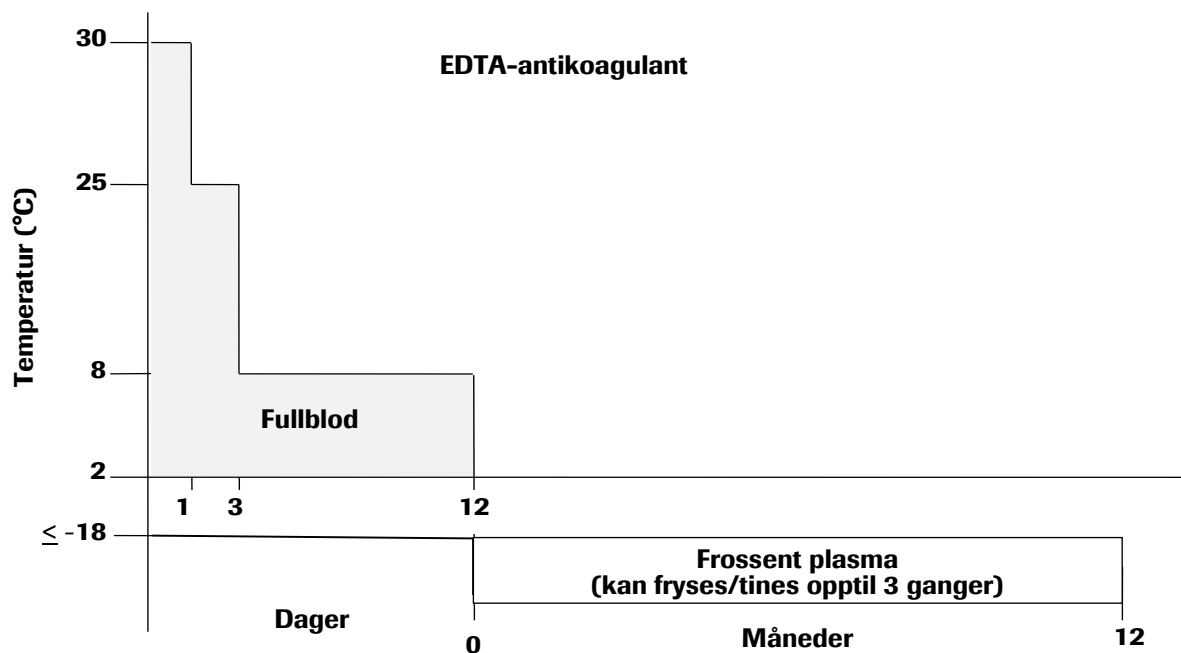 EDTA-antikoagulant
Temperatur (°C)
30
25
8
2
≤ -18
Fullblod
1 3 12
Frossent plasma
(kan fryses/tines opptil 3 ganger)
Dager
0 12
Måneder